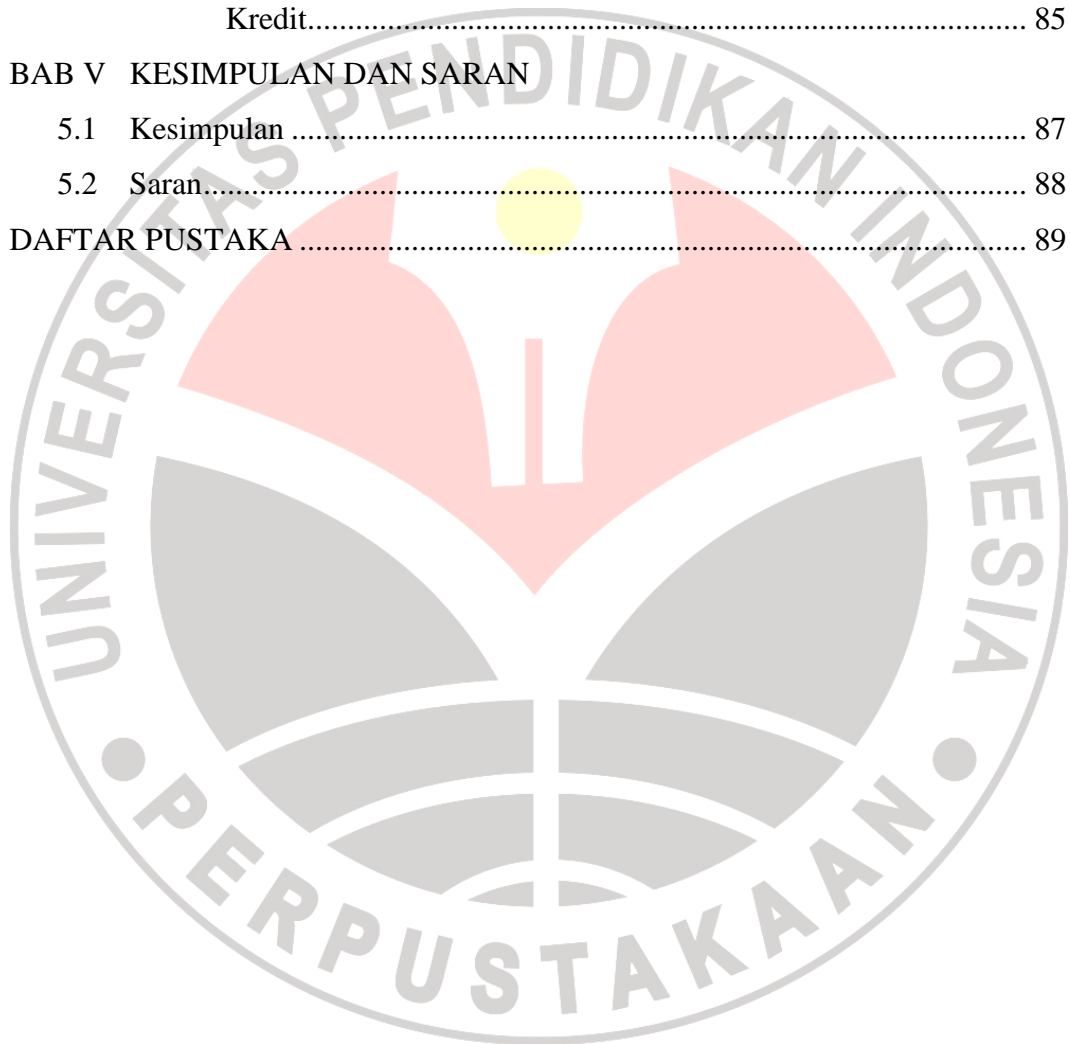 Kredit........................................................................................... 85
BAB V KESIMPULAN DAN SARAN
5.1 Kesimpulan ............................................................................................. 87
5.2 Saran........................................................................................................ 88
DAFTAR PUSTAKA ............................................................................................ 89
UNIVERSITAS PENDIDIKAN INDONESIA
PERPUSTAKAAN